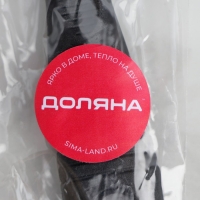 ЯРКО В ДОМЕ, ТЕПЛО НА ДУШЕ
ДОЛЯНА
SIMA-LAND.RU